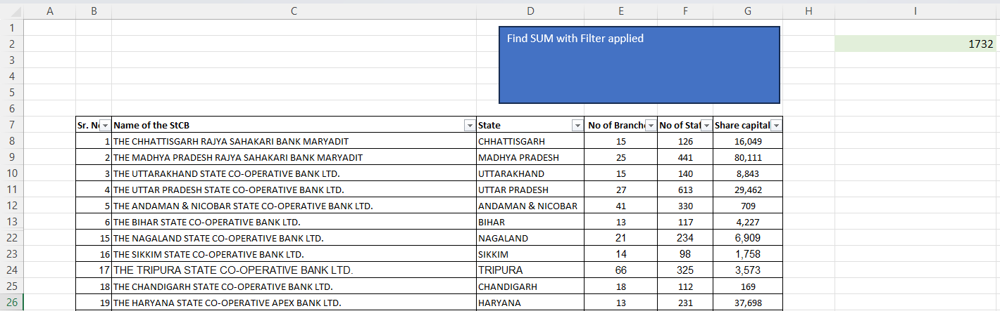 A B C D E F G H I
1
2 Find SUM with Filter applied 1732
3
4
5
6
7 Sr. N Name of the StCB State No of Branch No of Staf Share capital
8 1 THE CHHATTISGARH RAJYA SAHAKARI BANK MARYADIT CHHATTISGARH 15 126 16,049
9 2 THE MADHYA PRADESH RAJYA SAHAKARI BANK MARYADIT MADHYA PRADESH 25 441 80,111
10 3 THE UTTARAKHAND STATE CO-OPERATIVE BANK LTD. UTTARAKHAND 15 140 8,843
11 4 THE UTTAR PRADESH STATE CO-OPERATIVE BANK LTD. UTTAR PRADESH 27 613 29,462
12 5 THE ANDAMAN & NICOBAR STATE CO-OPERATIVE BANK LTD. ANDAMAN & NICOBAR 41 330 709
13 6 THE BIHAR STATE CO-OPERATIVE BANK LTD. BIHAR 13 117 4,227
22 15 THE NAGALAND STATE CO-OPERATIVE BANK LTD. NAGALAND 21 234 6,909
23 16 THE SIKKIM STATE CO-OPERATIVE BANK LTD. SIKKIM 14 98 1,758
24 17 THE TRIPURA STATE CO-OPERATIVE BANK LTD. TRIPURA 66 325 3,573
25 18 THE CHANDIGARH STATE CO-OPERATIVE BANK LTD. CHANDIGARH 18 112 169
26 19 THE HARYANA STATE CO-OPERATIVE APEX BANK LTD. HARYANA 13 231 37,698